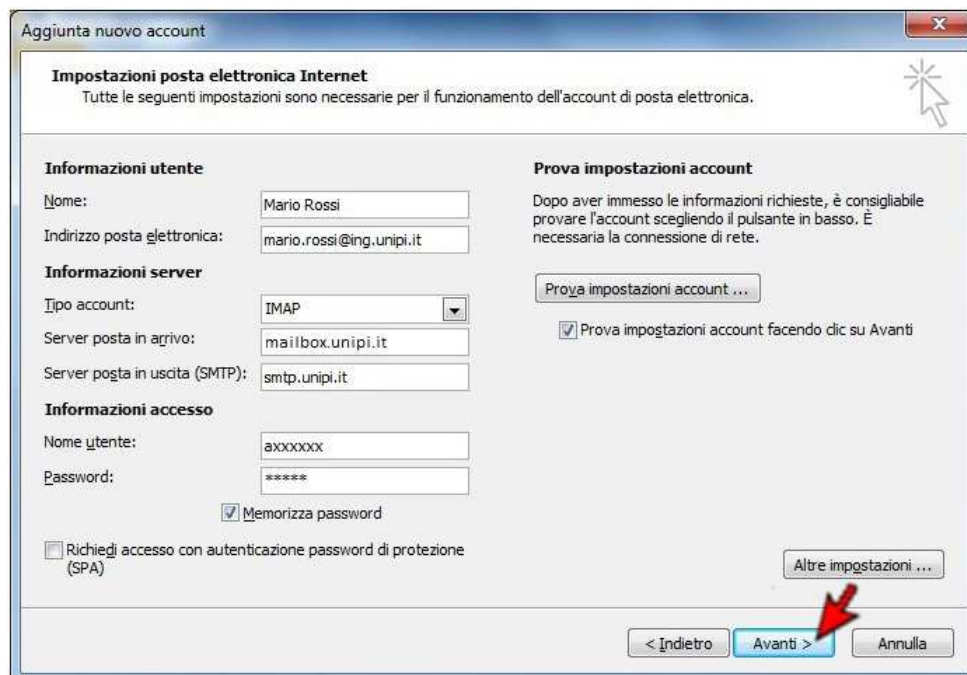 Aggiunta nuovo account
Impostazioni posta elettronica Internet
Tutte le seguenti impostazioni sono necessarie per il funzionamento dell'account di posta elettronica.
Informazioni utente
Nome:
Mario Rossi
Indirizzo posta elettronica:
mario.rossi@ing.unipi.it
Informazioni server
Tipo account:
IMAP
Server posta in arrivo:
mailbox.unipi.it
Server posta in uscita (SMTP):
smtp.unipi.it
Informazioni accesso
Nome utente:
axxxxxx
Password:
*****
Memorizza password
Richiedi accesso con autenticazione password di protezione
(SPA)
Prova impostazioni account
Dopo aver immesso le informazioni richieste, è consigliabile
provare l'account scegliendo il pulsante in basso. È
necessaria la connessione di rete.
Prova impostazioni account ...
Prova impostazioni account facendo clic su Avanti
Altre impostazioni ...
< Indietro
Avanti >
Annulla